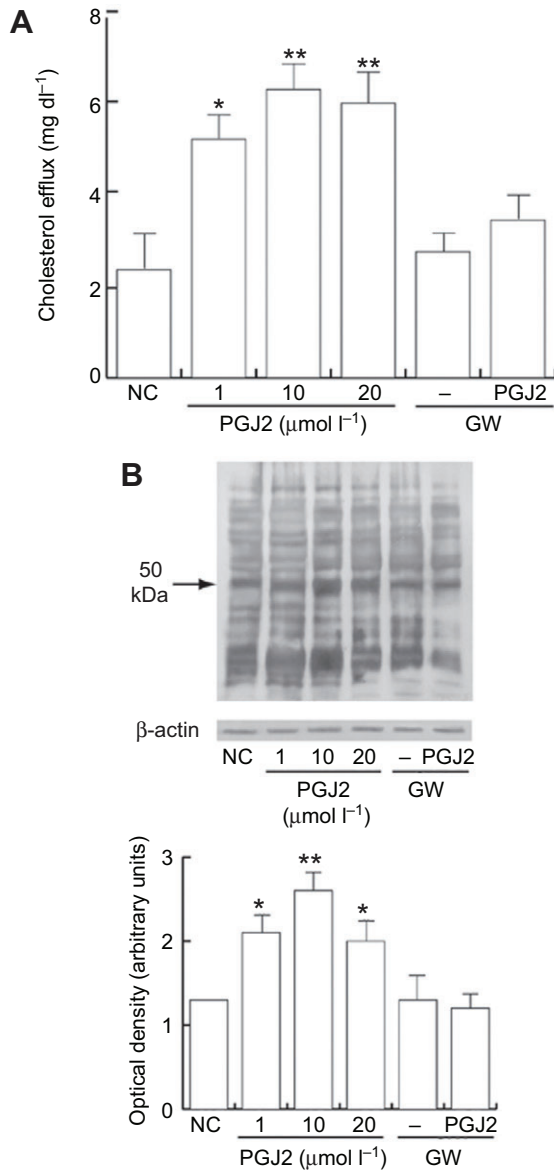 A
8
6
4
2
0
Cholesterol efflux (mg dl⁻¹)
* ** **
NC 1 10 20 – PGJ2
PGJ2 (μmol l⁻¹) GW
B
50
kDa
β-actin
NC 1 10 20 – PGJ2
PGJ2 GW
(μmol l⁻¹)
3
2
1
0
Optical density (arbitrary units)
* ** *
NC 1 10 20 – PGJ2
PGJ2 (μmol l⁻¹) GW